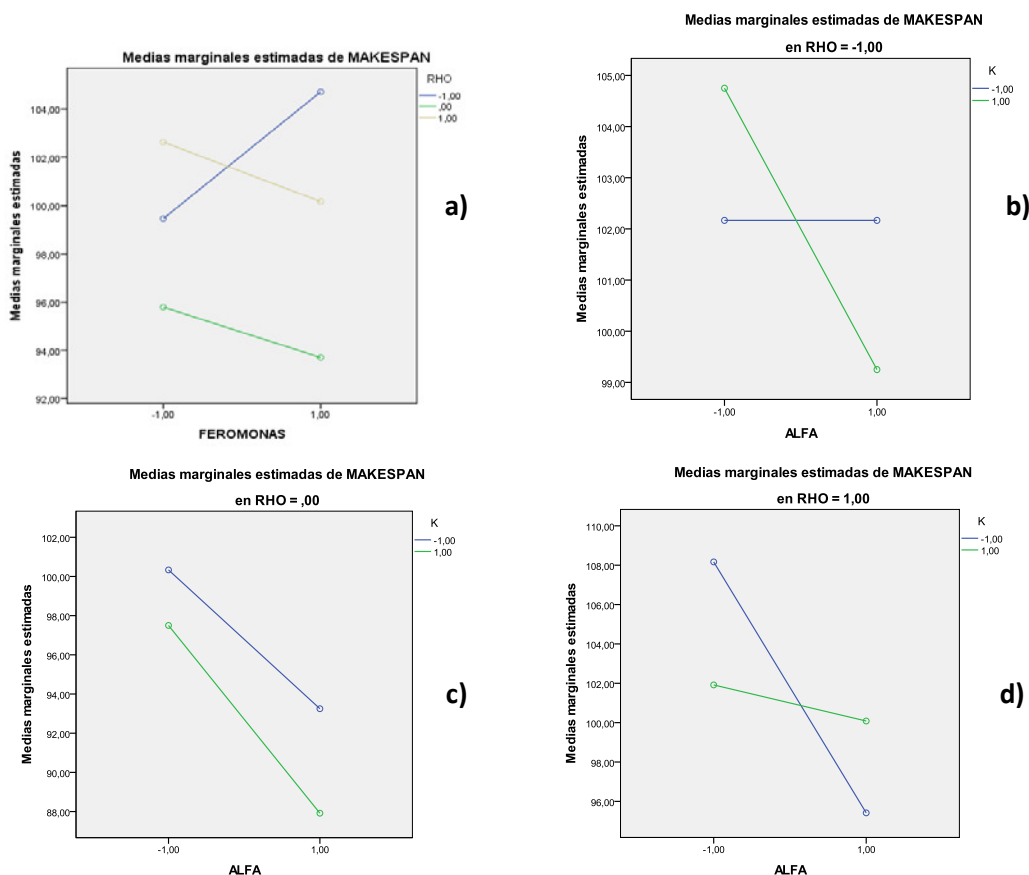 Medias marginales estimadas de MAKESPAN
RHO
-1,00
,00
1,00
104,00
102,00
100,00
98,00
96,00
94,00
92,00
Medias marginales estimadas
-1,00
1,00
FEROMONAS
a)
Medias marginales estimadas de MAKESPAN
en RHO = -1,00
K
-1,00
1,00
105,00
104,00
103,00
102,00
101,00
100,00
99,00
Medias marginales estimadas
-1,00
1,00
ALFA
b)
Medias marginales estimadas de MAKESPAN
en RHO = ,00
K
-1,00
1,00
102,00
100,00
98,00
96,00
94,00
92,00
90,00
88,00
Medias marginales estimadas
-1,00
1,00
ALFA
c)
Medias marginales estimadas de MAKESPAN
en RHO = 1,00
K
-1,00
1,00
110,00
108,00
106,00
104,00
102,00
100,00
98,00
96,00
Medias marginales estimadas
-1,00
1,00
ALFA
d)